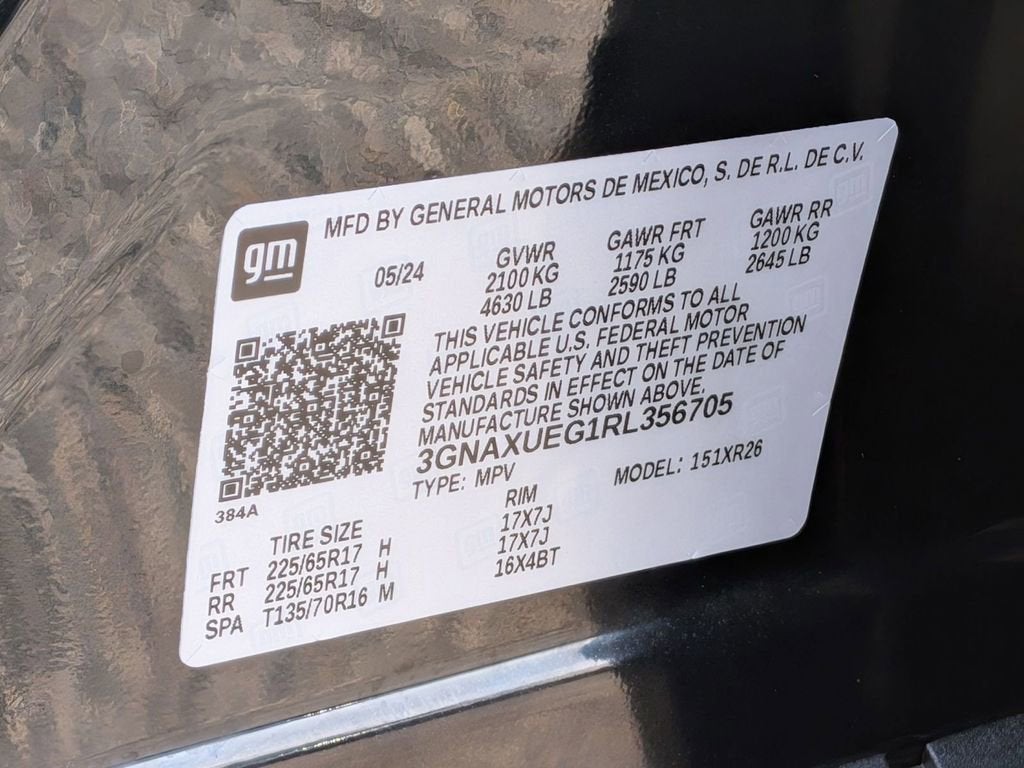 gm
MFD BY GENERAL MOTORS DE MEXICO, S. DE R.L. DE C.V.
05/24
GVWR
2100 KG
4630 LB
GAWR FRT
1175 KG
2590 LB
GAWR RR
1200 KG
2645 LB
THIS VEHICLE CONFORMS TO ALL
APPLICABLE U.S. FEDERAL MOTOR
VEHICLE SAFETY AND THEFT PREVENTION
STANDARDS IN EFFECT ON THE DATE OF
MANUFACTURE SHOWN ABOVE.
3GNAXUEG1RL356705
TYPE: MPV MODEL: 151XR26
384A
TIRE SIZE RIM
FRT 225/65R17 H 17X7J
RR 225/65R17 H 17X7J
SPA T135/70R16 M 16X4BT